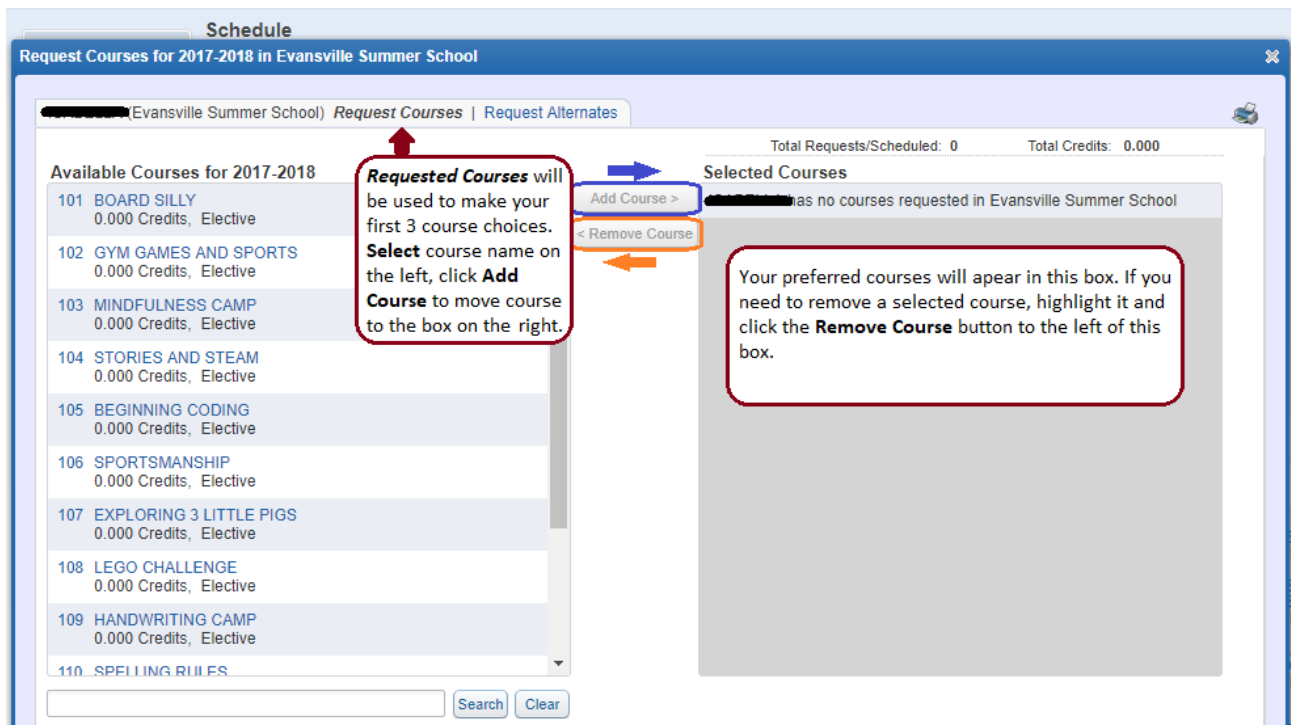 Schedule
Request Courses for 2017-2018 in Evansville Summer School
(Evansville Summer School) Request Courses | Request Alternates
Total Requests/Scheduled: 0 Total Credits: 0.000
Available Courses for 2017-2018
101 BOARD SILLY
0.000 Credits, Elective
102 GYM GAMES AND SPORTS
0.000 Credits, Elective
103 MINDFULNESS CAMP
0.000 Credits, Elective
104 STORIES AND STEAM
0.000 Credits, Elective
105 BEGINNING CODING
0.000 Credits, Elective
106 SPORTSMANSHIP
0.000 Credits, Elective
107 EXPLORING 3 LITTLE PIGS
0.000 Credits, Elective
108 LEGO CHALLENGE
0.000 Credits, Elective
109 HANDWRITING CAMP
0.000 Credits, Elective
110 SPELLING RULES
Search Clear
Requested Courses will
be used to make your
first 3 course choices.
Select course name on
the left, click Add
Course to move course
to the box on the right.
Add Course >
< Remove Course
Selected Courses
has no courses requested in Evansville Summer School
Your preferred courses will apear in this box. If you
need to remove a selected course, highlight it and
click the Remove Course button to the left of this
box.